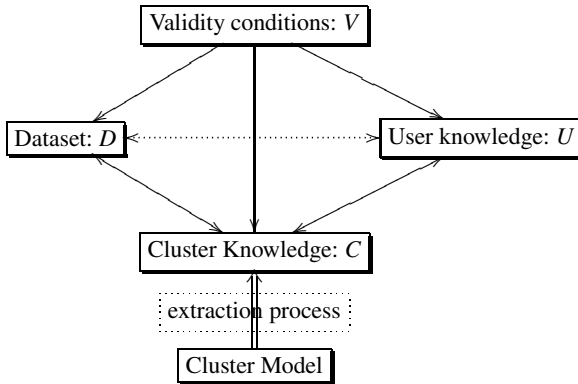 Validity conditions: V
Dataset: D
User knowledge: U
Cluster Knowledge: C
extraction process
Cluster Model